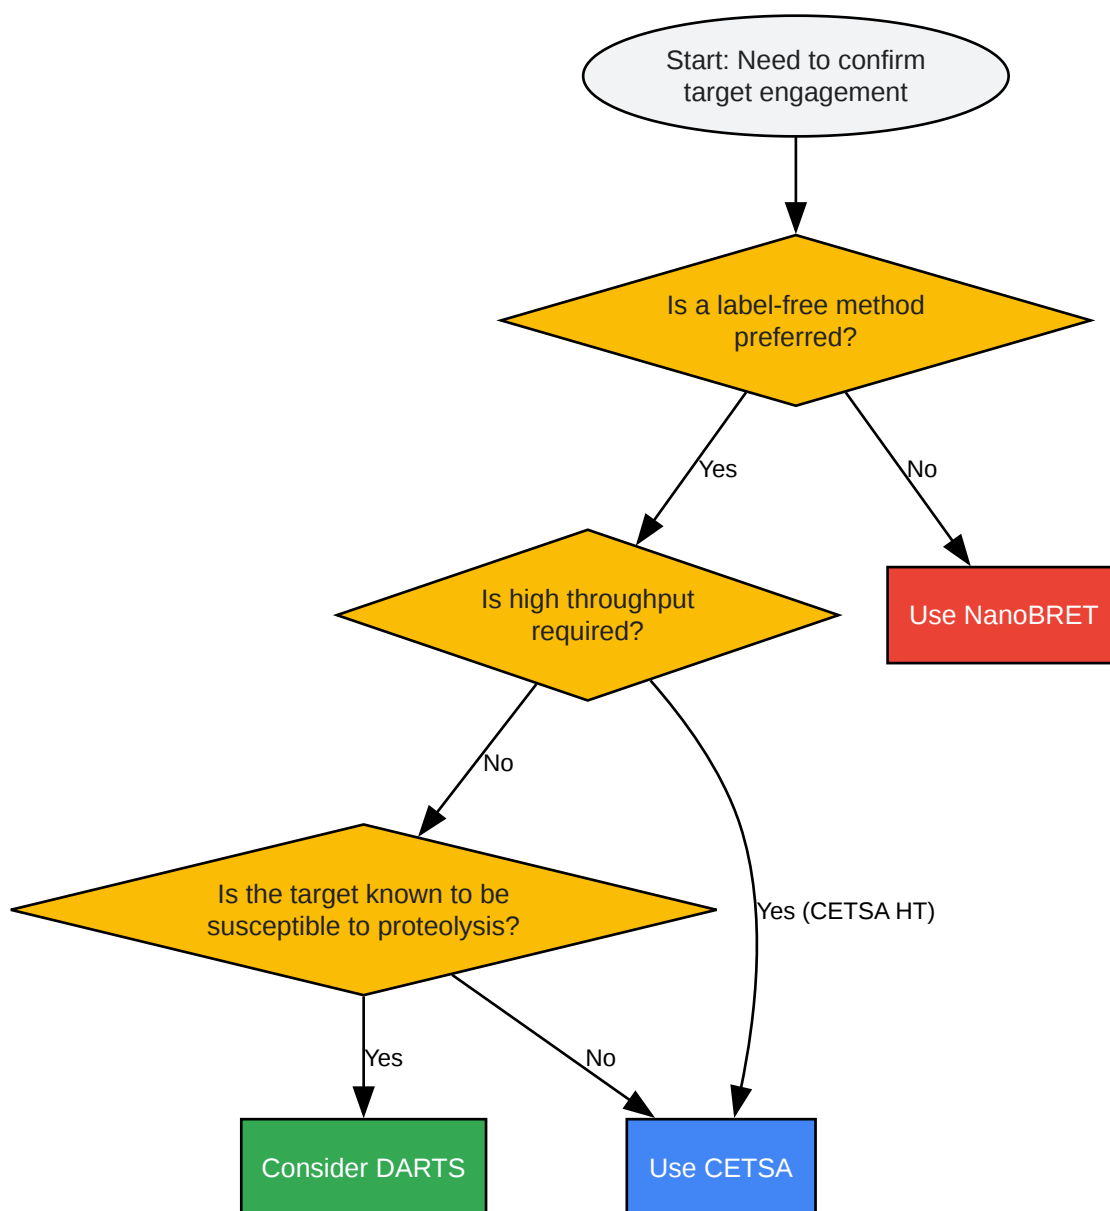 Start: Need to confirm
target engagement
Is a label-free method
preferred?
Yes
No
Is high throughput
required?
Use NanoBRET
No
Yes (CETSA HT)
Is the target known to be
susceptible to proteolysis?
Yes
No
Consider DARTS
Use CETSA